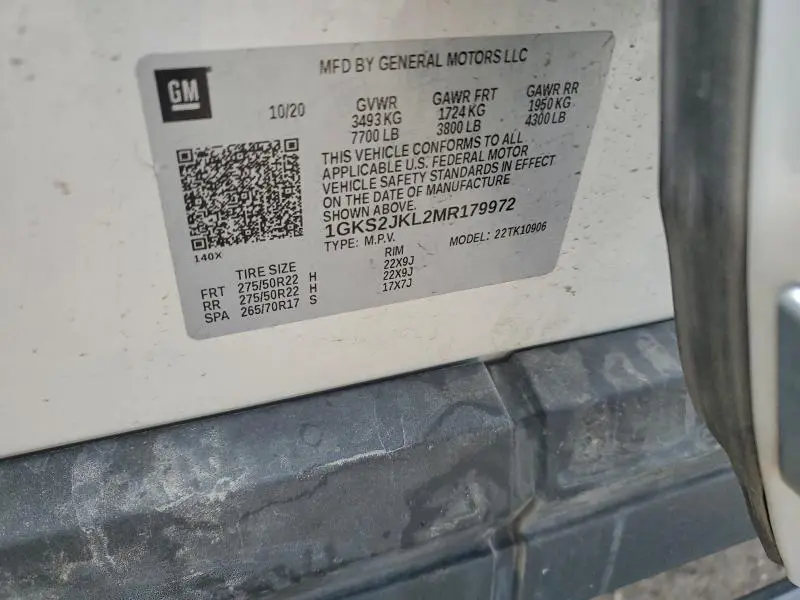 MFD BY GENERAL MOTORS LLC
GM
10/20
GVWR GAWR FRT GAWR RR
3493 KG 1724 KG 1950 KG
7700 LB 3800 LB 4300 LB
THIS VEHICLE CONFORMS TO ALL
APPLICABLE U.S. FEDERAL MOTOR
VEHICLE SAFETY STANDARDS IN EFFECT
ON THE DATE OF MANUFACTURE
SHOWN ABOVE.
1GKS2JKL2MR179972
TYPE: M.P.V. MODEL: 22TK10906
140X
TIRE SIZE RIM
FRT 275/50R22 H 22X9J
RR 275/50R22 H 22X9J
SPA 265/70R17 S 17X7J